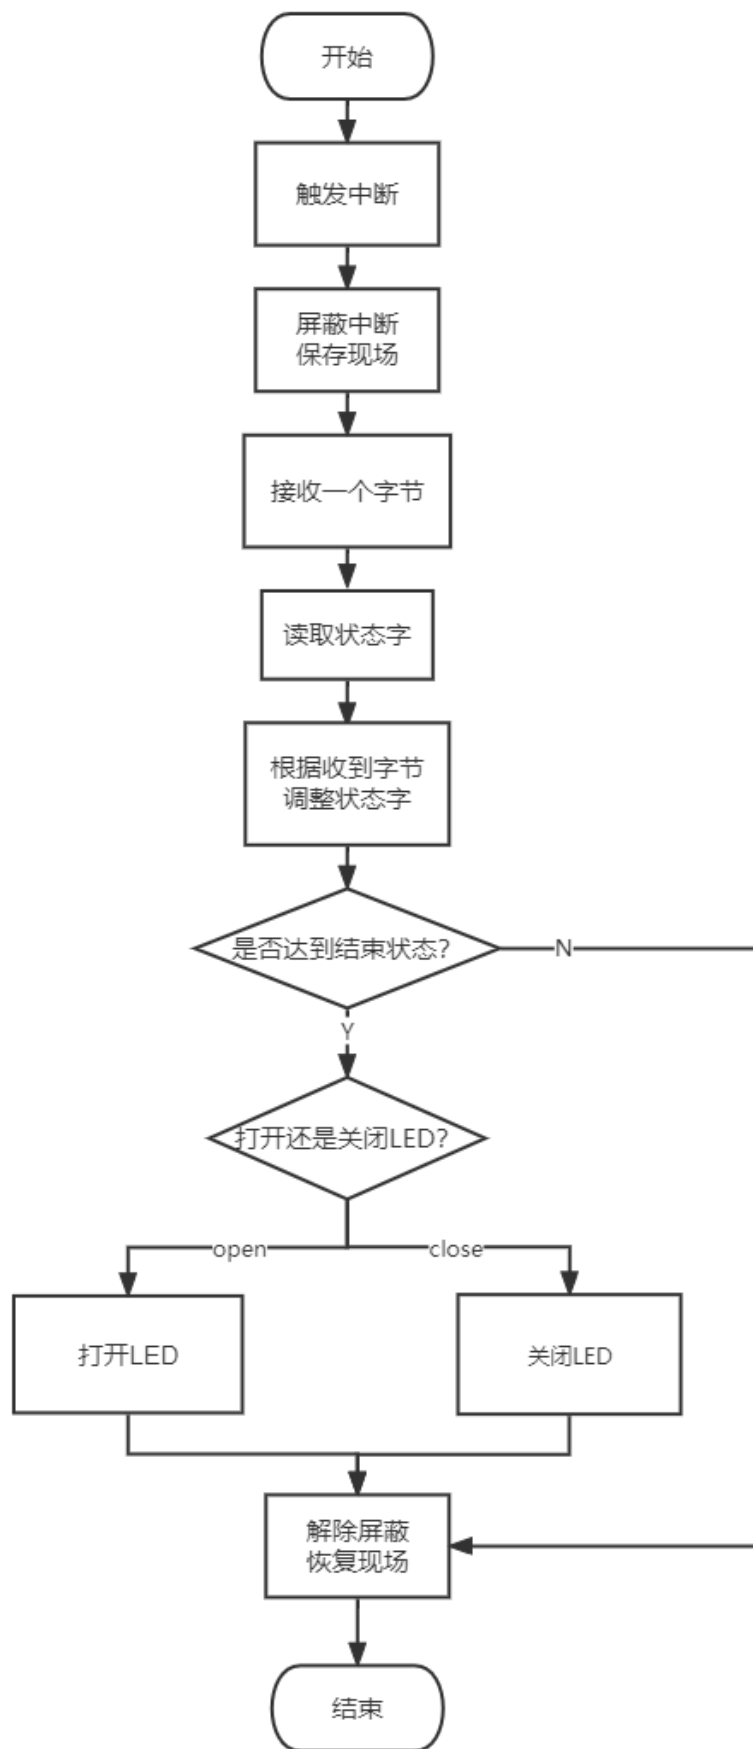 开始
触发中断
屏蔽中断
保存现场
接收一个字节
读取状态字
根据收到字节
调整状态字
是否达到结束状态?
N
Y
打开还是关闭LED?
open
close
打开LED
关闭LED
解除屏蔽
恢复现场
结束